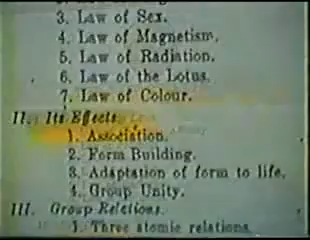 3. Law of Sex.
4. Law of Magnetism.
5. Law of Radiation.
6. Law of the Lotus.
7. Law of Colour.
II. Its Effects.
1. Association.
2. Form Building.
3. Adaptation of form to life.
4. Group Unity.
III. Group Relations.
1. Three atomic relations.